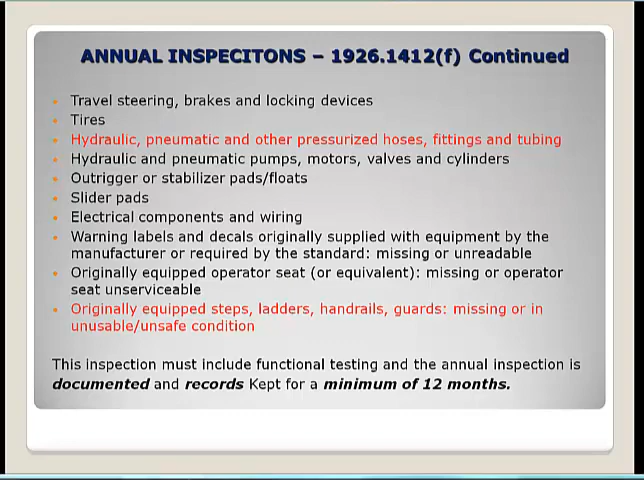 ANNUAL INSPECITONS – 1926.1412(f) Continued
Travel steering, brakes and locking devices
Tires
Hydraulic, pneumatic and other pressurized hoses, fittings and tubing
Hydraulic and pneumatic pumps, motors, valves and cylinders
Outrigger or stabilizer pads/floats
Slider pads
Electrical components and wiring
Warning labels and decals originally supplied with equipment by the
manufacturer or required by the standard: missing or unreadable
Originally equipped operator seat (or equivalent): missing or operator
seat unserviceable
Originally equipped steps, ladders, handrails, guards: missing or in
unusable/unsafe condition
This inspection must include functional testing and the annual inspection is
documented and records Kept for a minimum of 12 months.